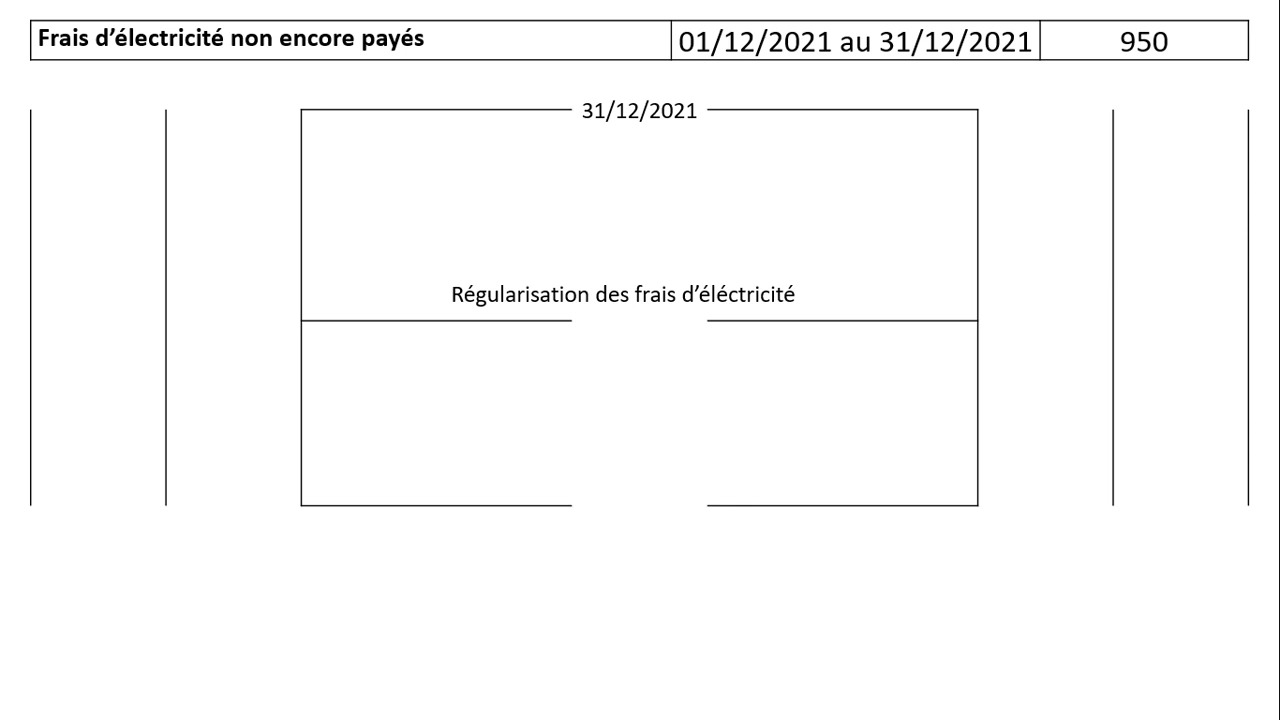 Frais d’électricité non encore payés 01/12/2021 au 31/12/2021 950
31/12/2021
Régularisation des frais d’éléctricité